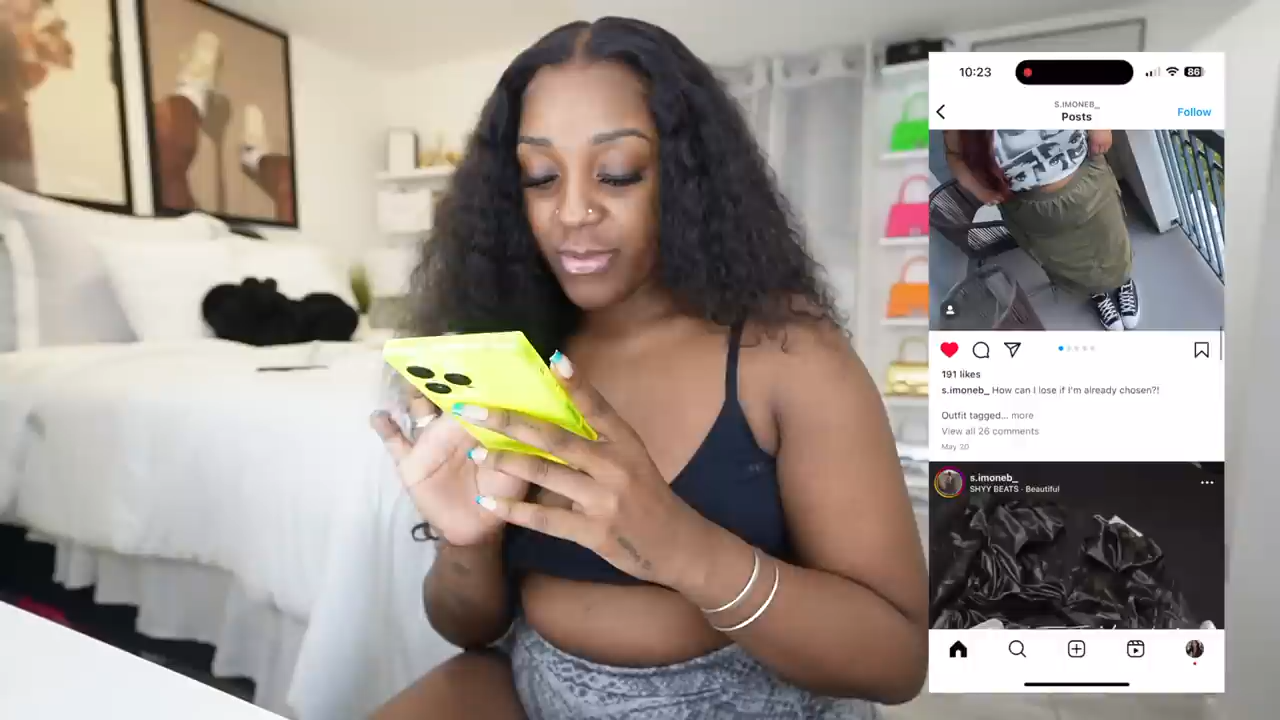 10:23
86
S.IMONEB_
Posts
Follow
191 likes
s.imoneb_ How can I lose if I'm already chosen?!
Outfit tagged... more
View all 26 comments
May 20
s.imoneb_
SHYY BEATS · Beautiful